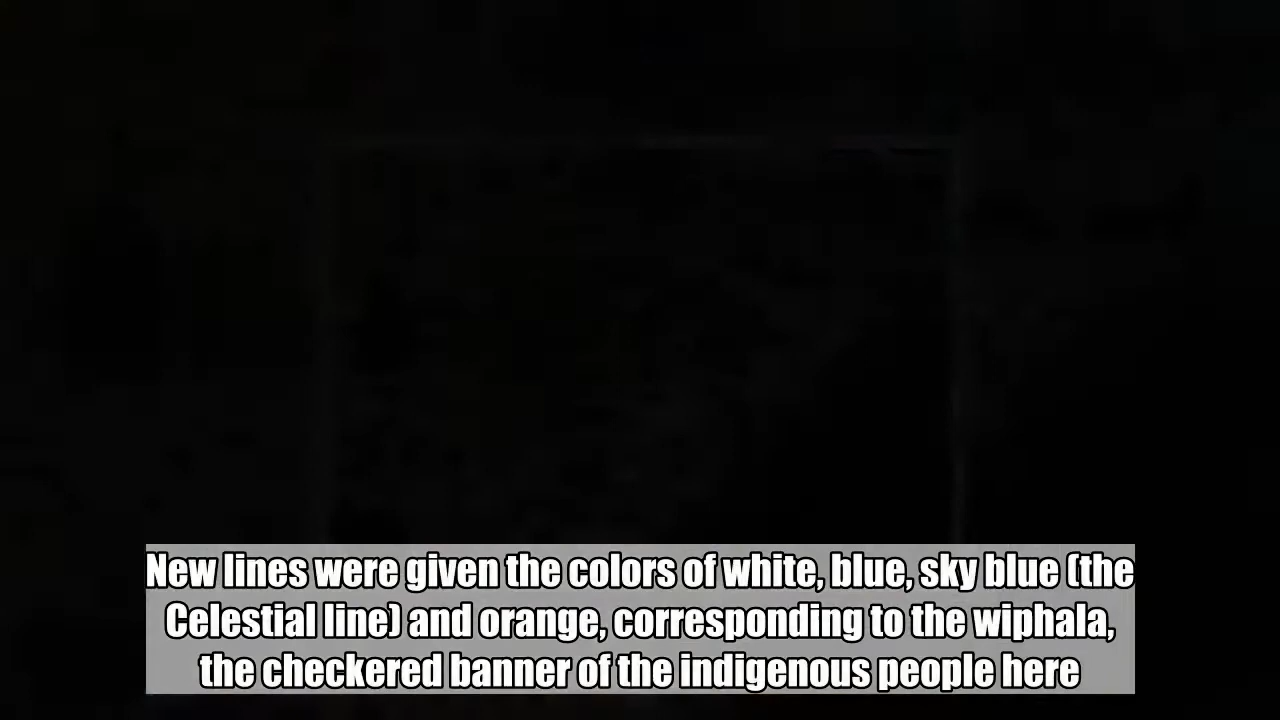 New lines were given the colors of white, blue, sky blue (the
Celestial line) and orange, corresponding to the wiphala,
the checkered banner of the indigenous people here